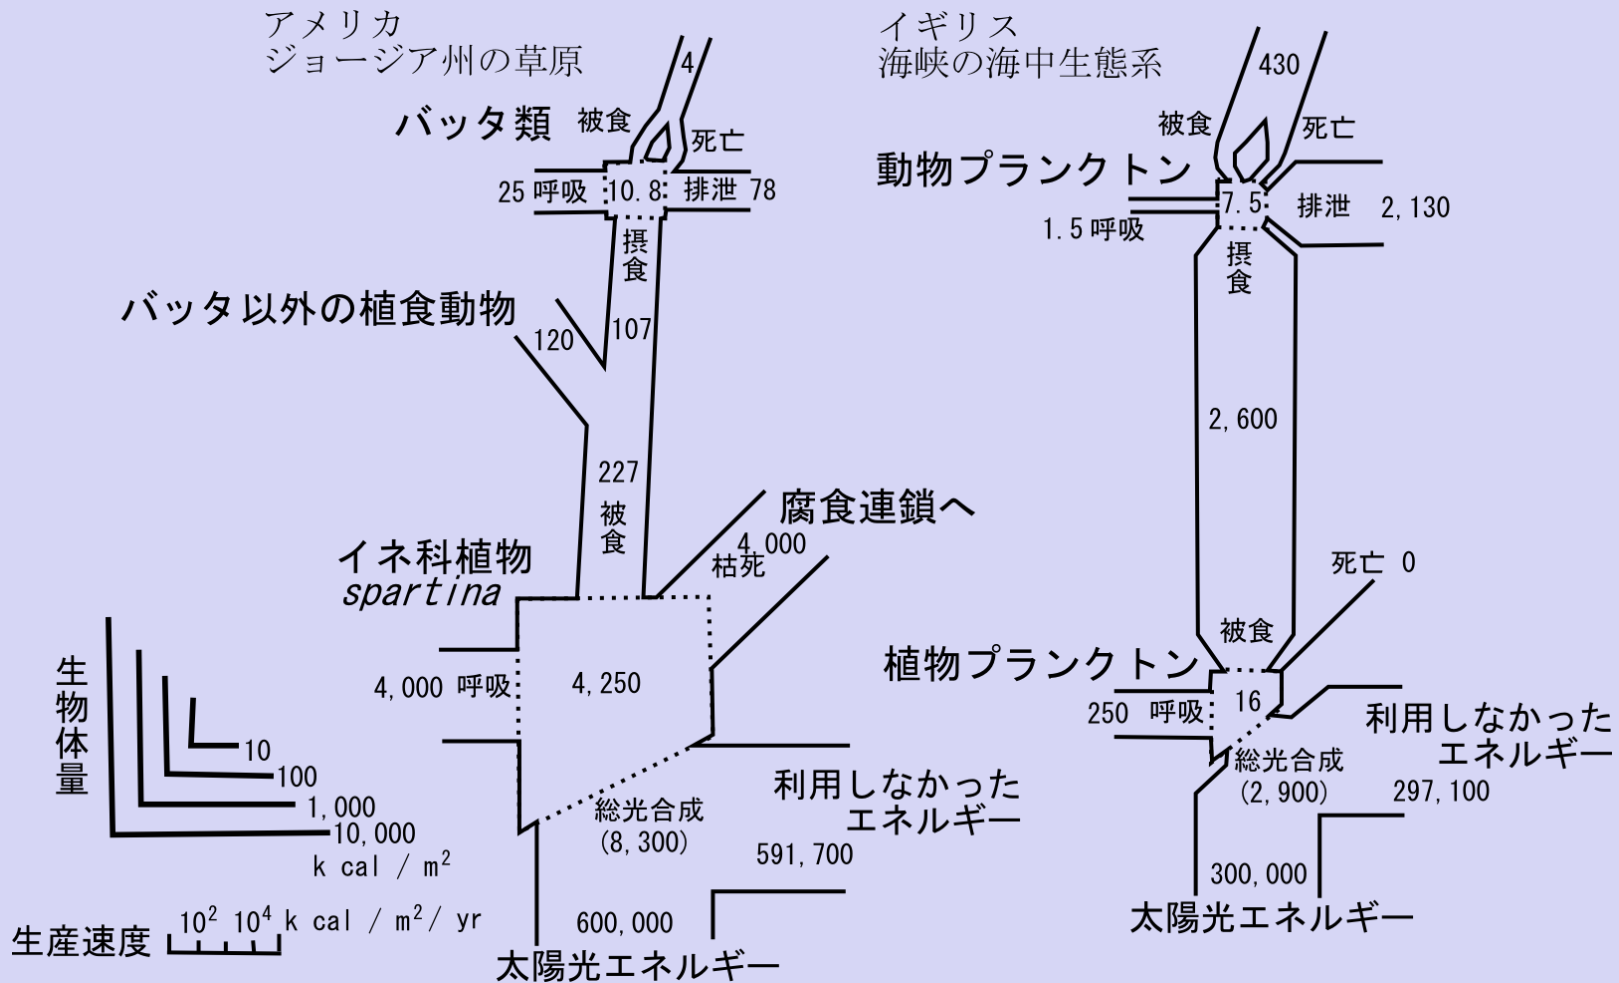 アメリカ
ジョージア州の草原
4
バッタ類
被食
死亡
25 呼吸
10.8
排泄 78
摂食
バッタ以外の植食動物
120
107
227
被食
腐食連鎖へ
4,000
枯死
イネ科植物
spartina
4,000 呼吸
4,250
利用しなかった
エネルギー
591,700
総光合成
(8,300)
600,000
太陽光エネルギー
生物体量
10
100
1,000
10,000
k cal / m²
生産速度
10² 10⁴ k cal / m²/ yr
イギリス
海峡の海中生態系
430
被食
死亡
動物プランクトン
7.5
排泄 2,130
1.5 呼吸
摂食
2,600
死亡 0
被食
植物プランクトン
250 呼吸
16
利用しなかった
エネルギー
297,100
総光合成
(2,900)
300,000
太陽光エネルギー